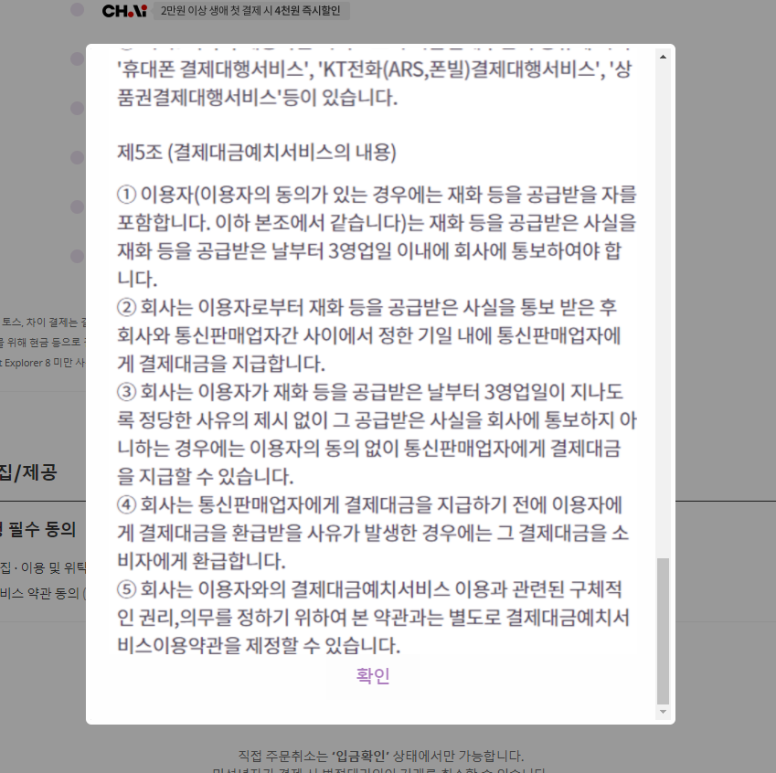 CHAi 2만원 이상 생애 첫 결제 시 4천원 즉시할인
'휴대폰 결제대행서비스', 'KT전화(ARS,폰빌)결제대행서비스', '상
품권결제대행서비스'등이 있습니다.
제5조 (결제대금예치서비스의 내용)
① 이용자(이용자의 동의가 있는 경우에는 재화 등을 공급받을 자를
포함합니다. 이하 본조에서 같습니다)는 재화 등을 공급받은 사실을
재화 등을 공급받은 날부터 3영업일 이내에 회사에 통보하여야 합
니다.
② 회사는 이용자로부터 재화 등을 공급받은 사실을 통보 받은 후
회사와 통신판매업자간 사이에서 정한 기일 내에 통신판매업자에
게 결제대금을 지급합니다.
③ 회사는 이용자가 재화 등을 공급받은 날부터 3영업일이 지나도
록 정당한 사유의 제시 없이 그 공급받은 사실을 회사에 통보하지 아
니하는 경우에는 이용자의 동의 없이 통신판매업자에게 결제대금
을 지급할 수 있습니다.
④ 회사는 통신판매업자에게 결제대금을 지급하기 전에 이용자에
게 결제대금을 환급받을 사유가 발생한 경우에는 그 결제대금을 소
비자에게 환급합니다.
⑤ 회사는 이용자와의 결제대금예치서비스 이용과 관련된 구체적
인 권리,의무를 정하기 위하여 본 약관과는 별도로 결제대금예치서
비스이용약관을 제정할 수 있습니다.
확인
토스, 차이 결제는
위해 현금 등으로
Explorer 8 미만 사
집/제공
필수 동의
집·이용 및 위탁
비스 약관 동의 (
직접 주문취소는 '입금확인' 상태에서만 가능합니다.